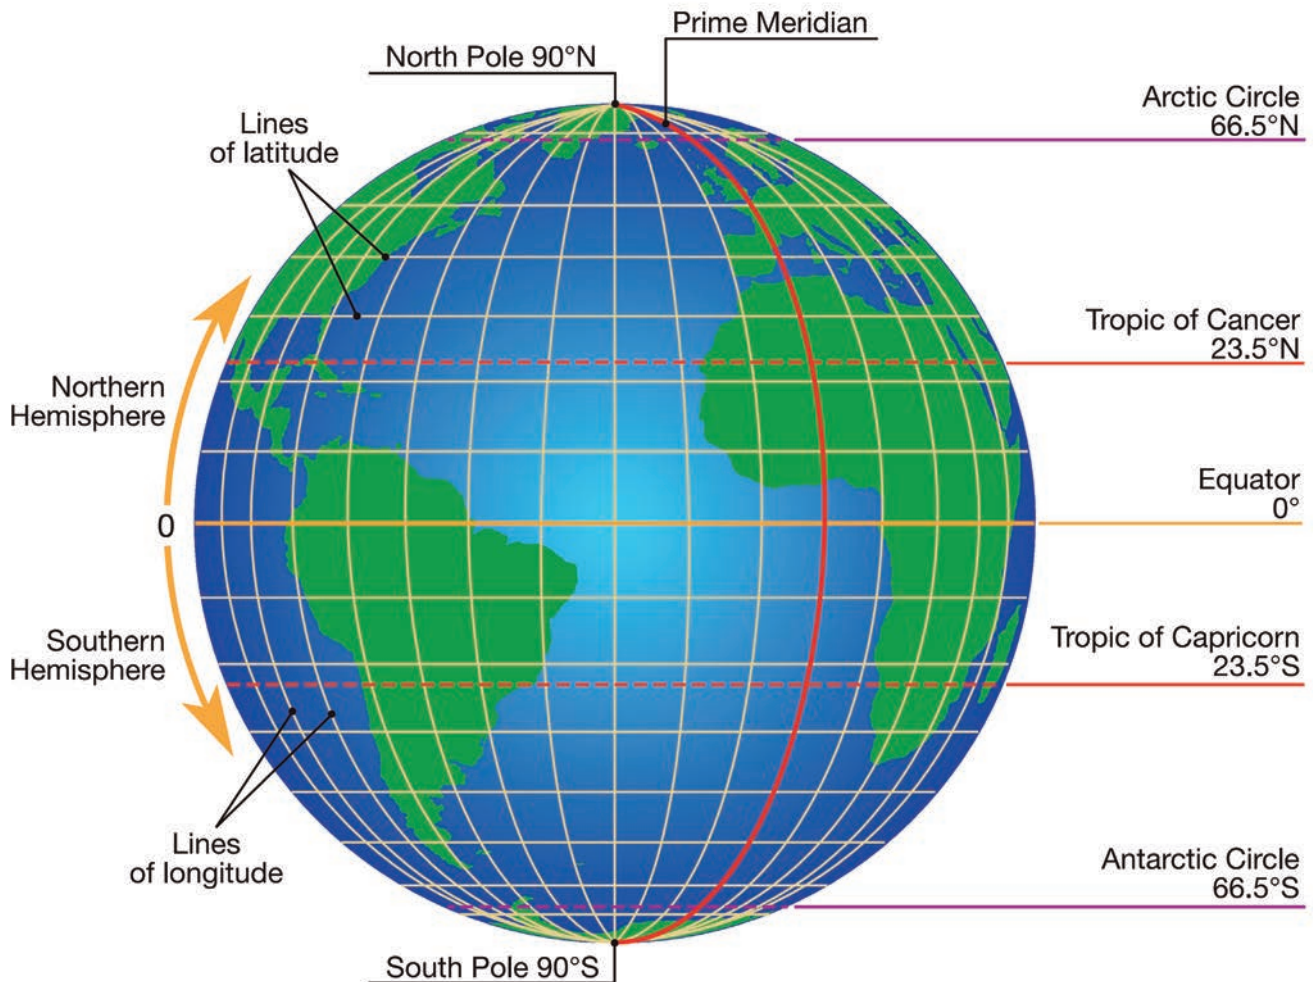 Prime Meridian
North Pole 90°N
Arctic Circle
66.5°N
Lines
of latitude
Tropic of Cancer
23.5°N
Northern
Hemisphere
Equator
0°
0
Southern
Hemisphere
Tropic of Capricorn
23.5°S
Lines
of longitude
Antarctic Circle
66.5°S
South Pole 90°S